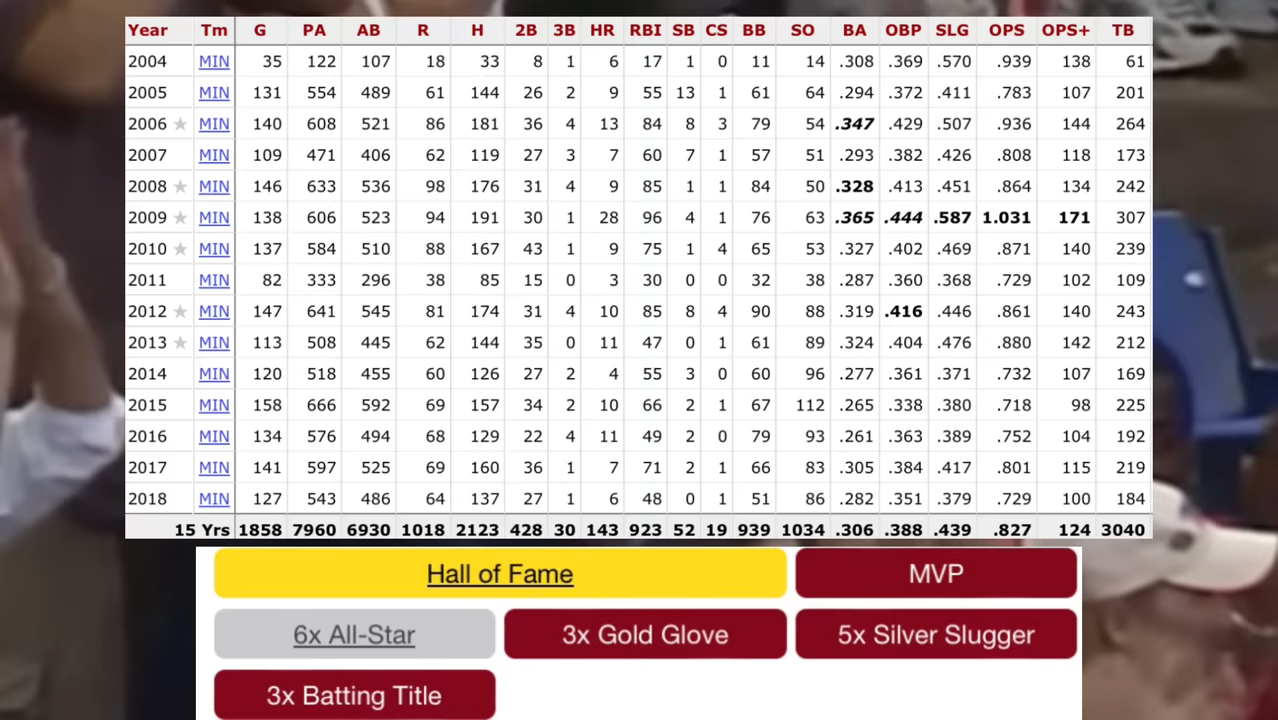 Year Tm G PA AB R H 2B 3B HR RBI SB CS BB SO BA OBP SLG OPS OPS+ TB
2004 MIN 35 122 107 18 33 8 1 6 17 1 0 11 14 .308 .369 .570 .939 138 61
2005 MIN 131 554 489 61 144 26 2 9 55 13 1 61 64 .294 .372 .411 .783 107 201
2006 ★ MIN 140 608 521 86 181 36 4 13 84 8 3 79 54 .347 .429 .507 .936 144 264
2007 MIN 109 471 406 62 119 27 3 7 60 7 1 57 51 .293 .382 .426 .808 118 173
2008 ★ MIN 146 633 536 98 176 31 4 9 85 1 1 84 50 .328 .413 .451 .864 134 242
2009 ★ MIN 138 606 523 94 191 30 1 28 96 4 1 76 63 .365 .444 .587 1.031 171 307
2010 ★ MIN 137 584 510 88 167 43 1 9 75 1 4 65 53 .327 .402 .469 .871 140 239
2011 MIN 82 333 296 38 85 15 0 3 30 0 0 32 38 .287 .360 .368 .729 102 109
2012 ★ MIN 147 641 545 81 174 31 4 10 85 8 4 90 88 .319 .416 .446 .861 140 243
2013 ★ MIN 113 508 445 62 144 35 0 11 47 0 1 61 89 .324 .404 .476 .880 142 212
2014 MIN 120 518 455 60 126 27 2 4 55 3 0 60 96 .277 .361 .371 .732 107 169
2015 MIN 158 666 592 69 157 34 2 10 66 2 1 67 112 .265 .338 .380 .718 98 225
2016 MIN 134 576 494 68 129 22 4 11 49 2 0 79 93 .261 .363 .389 .752 104 192
2017 MIN 141 597 525 69 160 36 1 7 71 2 1 66 83 .305 .384 .417 .801 115 219
2018 MIN 127 543 486 64 137 27 1 6 48 0 1 51 86 .282 .351 .379 .729 100 184
15 Yrs 1858 7960 6930 1018 2123 428 30 143 923 52 19 939 1034 .306 .388 .439 .827 124 3040
Hall of Fame MVP
6x All-Star 3x Gold Glove 5x Silver Slugger
3x Batting Title